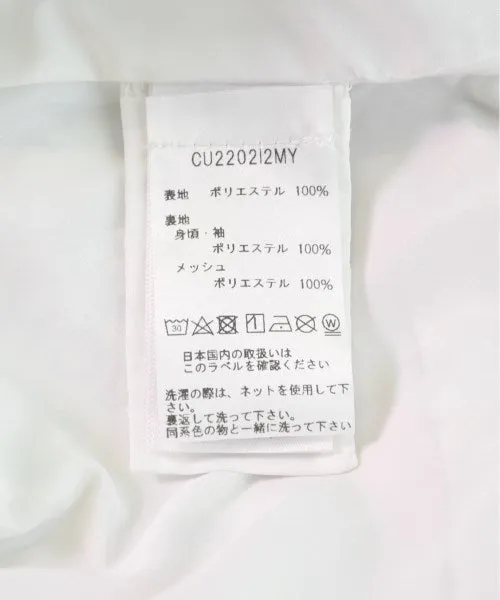 CU220212MY
表地 ポリエステル 100%
裏地
身頃・袖
ポリエステル 100%
メッシュ
ポリエステル 100%
30 W
日本国内の取扱いは
このラベルを確認ください
洗濯の際は、ネットを使用して下
さい。
裏返して洗って下さい。
同系色の物と一緒に洗って下さい